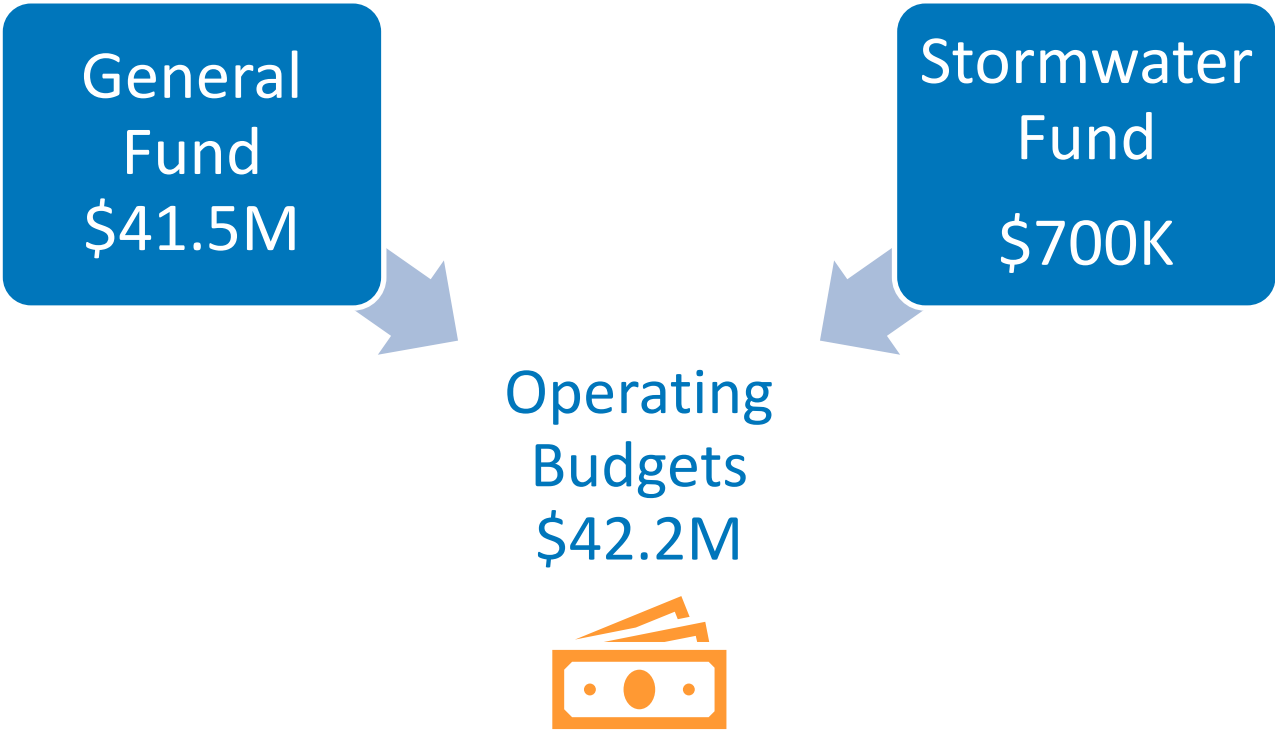 General
Fund
$41.5M
Stormwater
Fund
$700K
Operating
Budgets
$42.2M